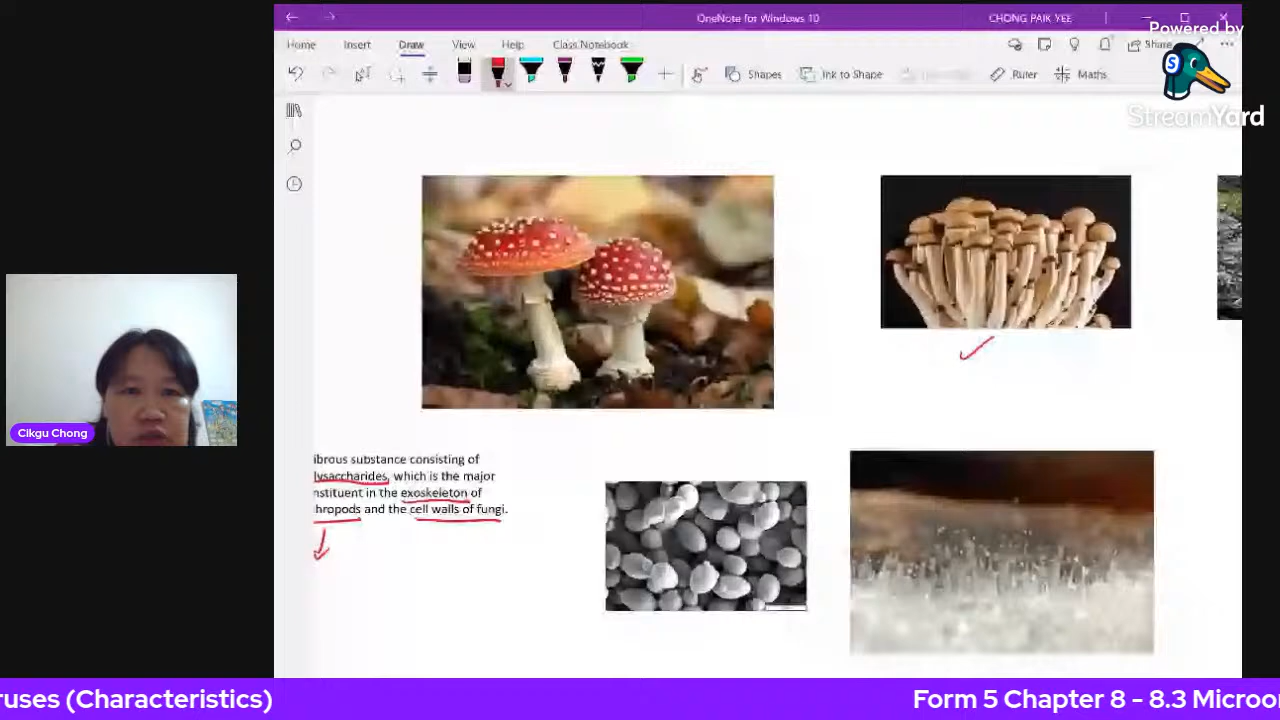 OneNote for Windows 10
CHONG PAIK YEE
Powered by
StreamYard
Home Insert Draw View Help Class Notebook
Share
Shapes Ink to Shape Ruler Maths
Cikgu Chong
ibrous substance consisting of
lysaccharides, which is the major
nstituent in the exoskeleton of
hropods and the cell walls of fungi.
ruses (Characteristics) Form 5 Chapter 8 - 8.3 Microor